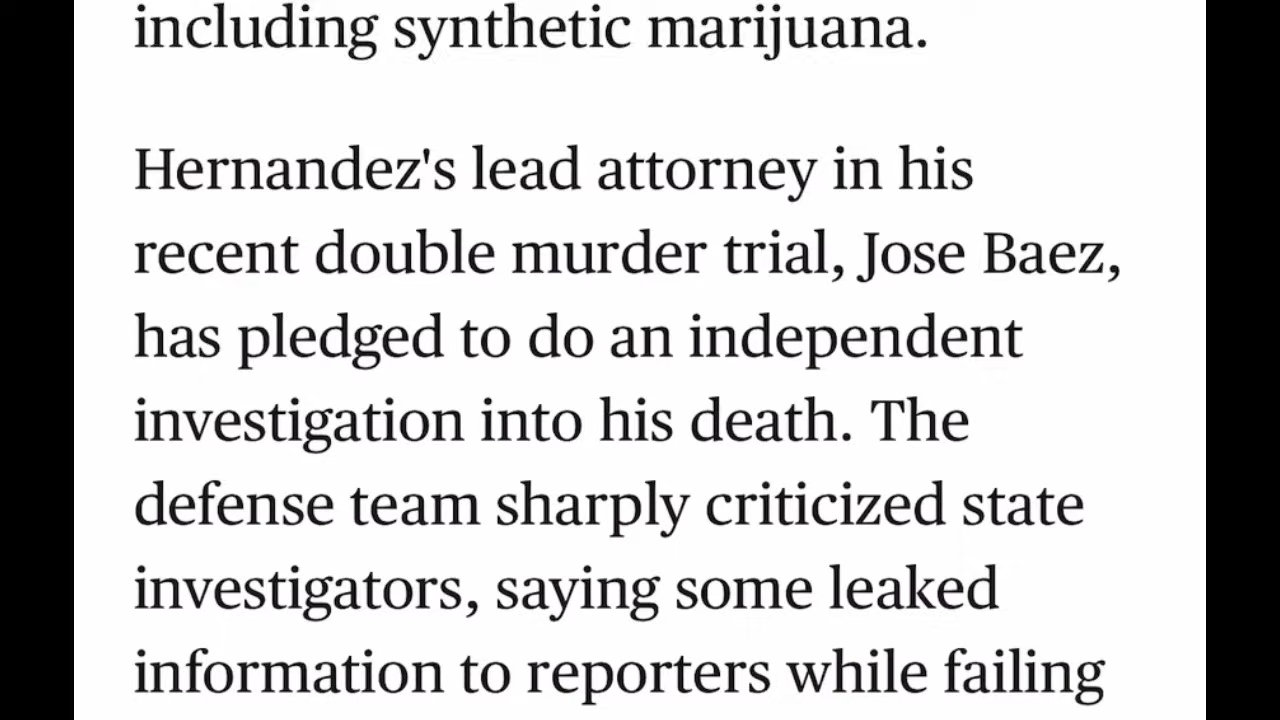 including synthetic marijuana.
Hernandez's lead attorney in his
recent double murder trial, Jose Baez,
has pledged to do an independent
investigation into his death. The
defense team sharply criticized state
investigators, saying some leaked
information to reporters while failing